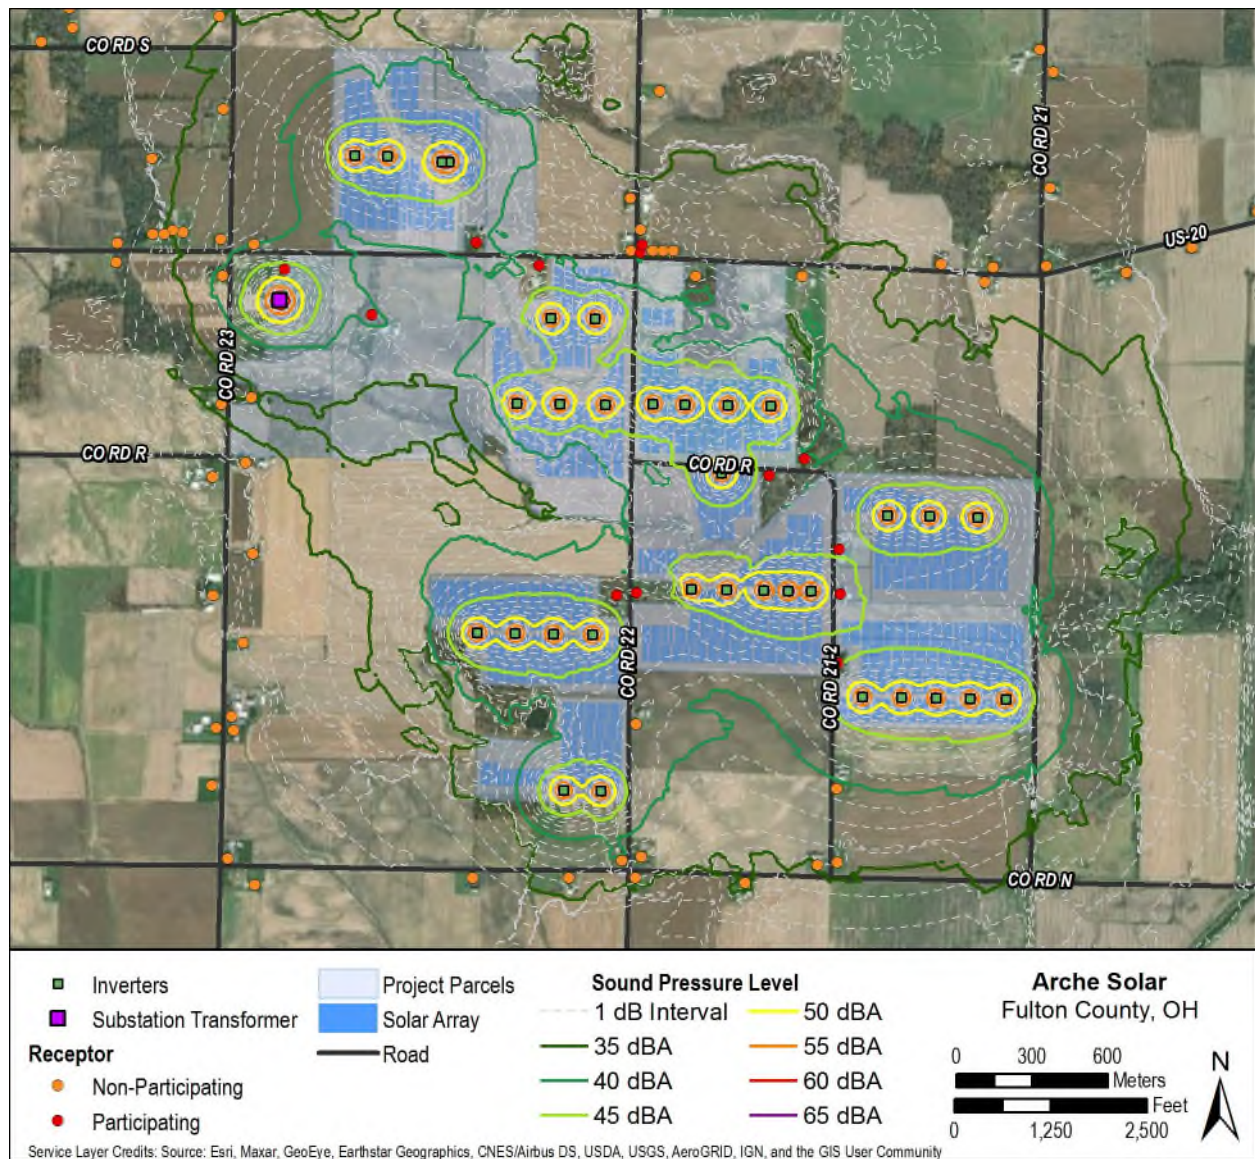 CO RD S
CO RD 21
US-20
CO RD 23
CO RD R
CO RD R
CO RD 22
CO RD 21-2
CO RD N
Inverters
Substation Transformer
Receptor
Non-Participating
Participating
Project Parcels
Solar Array
Road
Sound Pressure Level
1 dB Interval
35 dBA
40 dBA
45 dBA
50 dBA
55 dBA
60 dBA
65 dBA
Arche Solar
Fulton County, OH
0 300 600
Meters
Feet
0 1,250 2,500
N
Service Layer Credits: Source: Esri, Maxar, GeoEye, Earthstar Geographics, CNES/Airbus DS, USDA, USGS, AeroGRID, IGN, and the GIS User Community